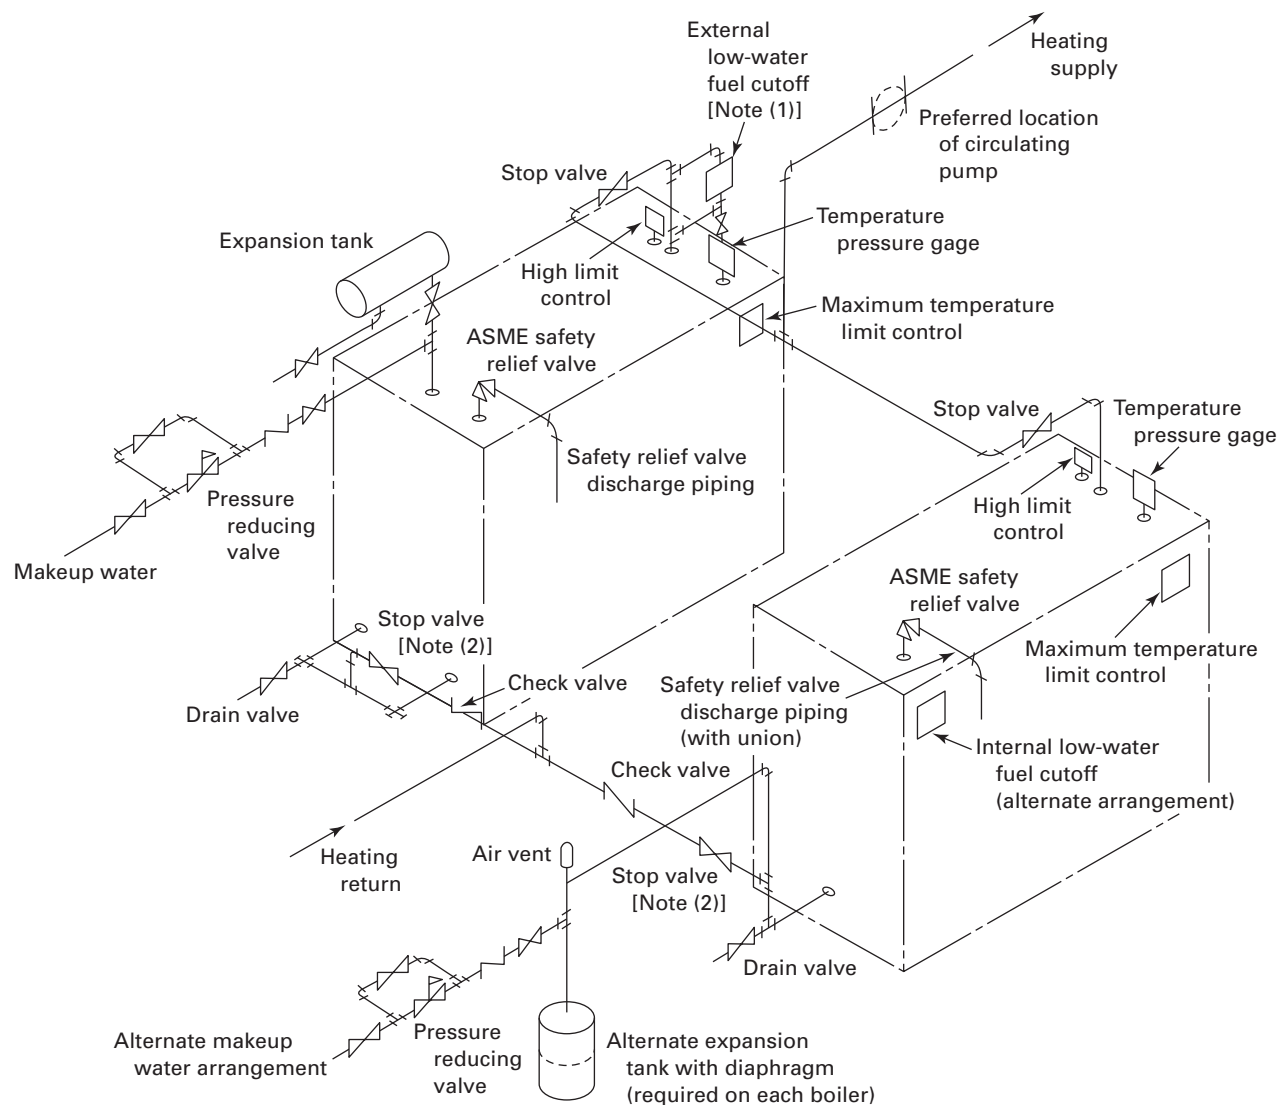 External
low-water
fuel cutoff
[Note (1)]
Heating
supply
Preferred location
of circulating
pump
Stop valve
Temperature
pressure gage
Expansion tank
High limit
control
Maximum temperature
limit control
ASME safety
relief valve
Stop valve
Temperature
pressure gage
Safety relief valve
discharge piping
Pressure
reducing
valve
High limit
control
Makeup water
ASME safety
relief valve
Stop valve
[Note (2)]
Maximum temperature
limit control
Check valve
Safety relief valve
discharge piping
(with union)
Drain valve
Internal low-water
fuel cutoff
(alternate arrangement)
Check valve
Heating
return
Air vent
Stop valve
[Note (2)]
Drain valve
Alternate makeup
water arrangement
Pressure
reducing
valve
Alternate expansion
tank with diaphragm
(required on each boiler)